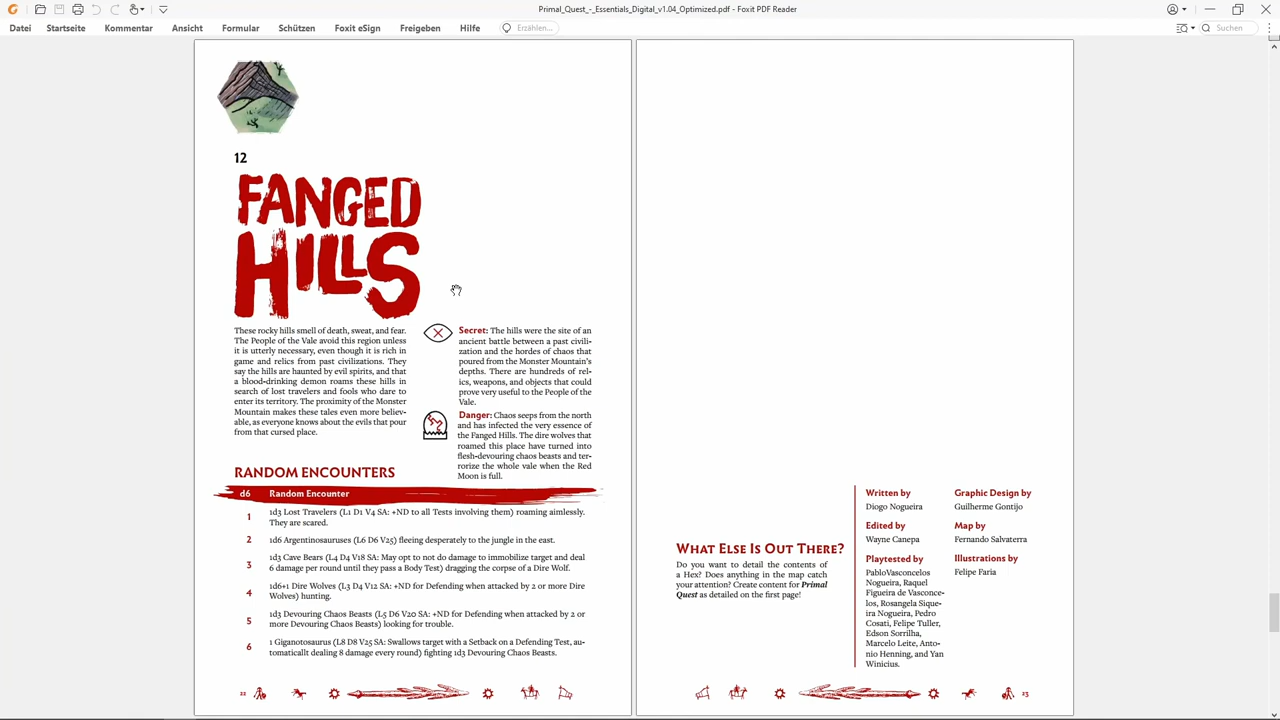 Primal_Quest_-_Essentials_Digital_v1.04_Optimized.pdf - Foxit PDF Reader
Datei Startseite Kommentar Ansicht Formular Schützen Foxit eSign Freigeben Hilfe Erzählen... Suchen
12
FANGED
HILLS
These rocky hills smell of death, sweat, and fear.
The People of the Vale avoid this region unless
it is utterly necessary, even though it is rich in
game and relics from past civilizations. They
say the hills are haunted by evil spirits, and that
a blood-drinking demon roams these hills in
search of lost travelers and fools who dare to
enter its territory. The proximity of the Monster
Mountain makes these tales even more believ-
able, as everyone knows about the evils that pour
from that cursed place.
Secret: The hills were the site of an
ancient battle between a past civili-
zation and the hordes of chaos that
poured from the Monster Mountain's
depths. There are hundreds of rel-
ics, weapons, and objects that could
prove very useful to the People of the
Vale.
Danger: Chaos seeps from the north
and has infected the very essence of
the Fanged Hills. The dire wolves that
roamed this place have turned into
flesh-devouring chaos beasts and ter-
rorize the whole vale when the Red
Moon is full.
RANDOM ENCOUNTERS
d6 Random Encounter
1 1d3 Lost Travelers (L1 D1 V4 SA: +ND to all Tests involving them) roaming aimlessly.
They are scared.
2 1d6 Argentinosauruses (L6 D6 V25) fleeing desperately to the jungle in the east.
3 1d3 Cave Bears (L4 D4 V18 SA: May opt to not do damage to immobilize target and deal
6 damage per round until they pass a Body Test) dragging the corpse of a Dire Wolf.
4 1d6+1 Dire Wolves (L3 D4 V12 SA: +ND for Defending when attacked by 2 or more Dire
Wolves) hunting.
5 1d3 Devouring Chaos Beasts (L5 D6 V20 SA: +ND for Defending when attacked by 2 or
more Devouring Chaos Beasts) looking for trouble.
6 1 Giganotosaurus (L8 D8 V25 SA: Swallows target with a Setback on a Defending Test, au-
tomaticallt dealing 8 damage every round) fighting 1d3 Devouring Chaos Beasts.
22
WHAT ELSE IS OUT THERE?
Do you want to detail the contents of
a Hex? Does anything in the map catch
your attention? Create content for Primal
Quest as detailed on the first page!
Written by
Diogo Nogueira
Edited by
Wayne Canepa
Playtested by
PabloVasconcelos
Nogueira, Raquel
Figueira de Vasconce-
los, Rosangela Sique-
ira Nogueira, Pedro
Cosati, Felipe Tuller,
Edson Sorrilha,
Marcelo Leite, Anto-
nio Henning, and Yan
Winicius.
Graphic Design by
Guilherme Gontijo
Map by
Fernando Salvaterra
Illustrations by
Felipe Faria
23